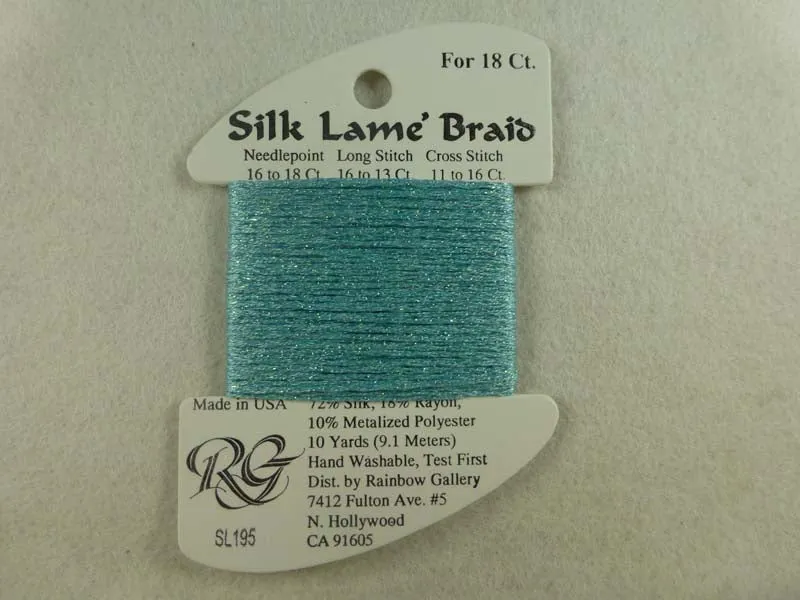 For 18 Ct.
Silk Lame' Braid
Needlepoint Long Stitch Cross Stitch
16 to 18 Ct. 16 to 13 Ct. 11 to 16 Ct.
Made in USA 72% Silk, 18% Rayon,
10% Metalized Polyester
10 Yards (9.1 Meters)
Hand Washable, Test First
Dist. by Rainbow Gallery
7412 Fulton Ave. #5
N. Hollywood
CA 91605
RG
SL195